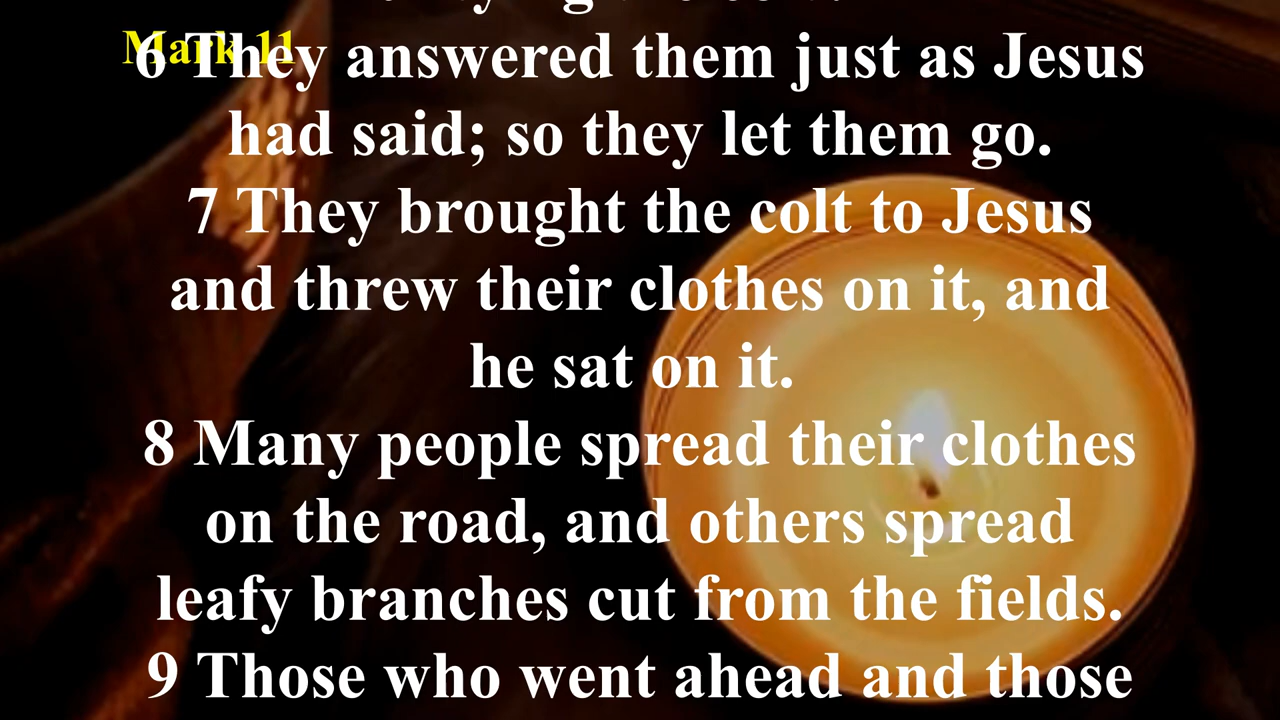 Mark 11
6 They answered them just as Jesus
had said; so they let them go.
7 They brought the colt to Jesus
and threw their clothes on it, and
he sat on it.
8 Many people spread their clothes
on the road, and others spread
leafy branches cut from the fields.
9 Those who went ahead and those